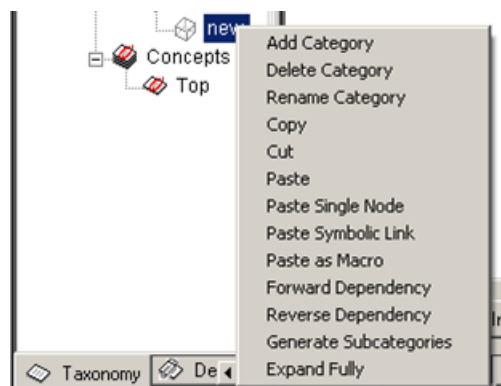 new
Concepts
Top
Add Category
Delete Category
Rename Category
Copy
Cut
Paste
Paste Single Node
Paste Symbolic Link
Paste as Macro
Forward Dependency
Reverse Dependency
Generate Subcategories
Expand Fully
Taxonomy
De